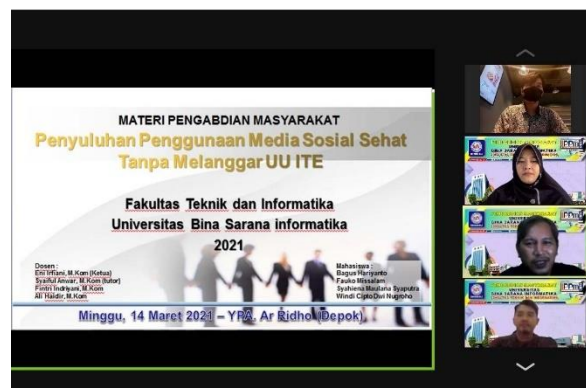 MATERI PENGABDIAN MASYARAKAT
Penyuluhan Penggunaan Media Sosial Sehat
Tanpa Melanggar UU ITE
Fakultas Teknik dan Informatika
Universitas Bina Sarana informatika
2021
Dosen :
Eni Irfiani, M.Kom (Ketua)
Syaiful Anwar, M.Kom (tutor)
Fintri Indriyani, M.Kom
Ali Haidir, M.Kom
Mahasiswa :
Bagus Hariyanto
Fauko Missalam
Syahiena Maulana Syaputra
Windi Cipto Dwi Nugroho
Minggu, 14 Maret 2021 – YPA. Ar Ridho (Depok)